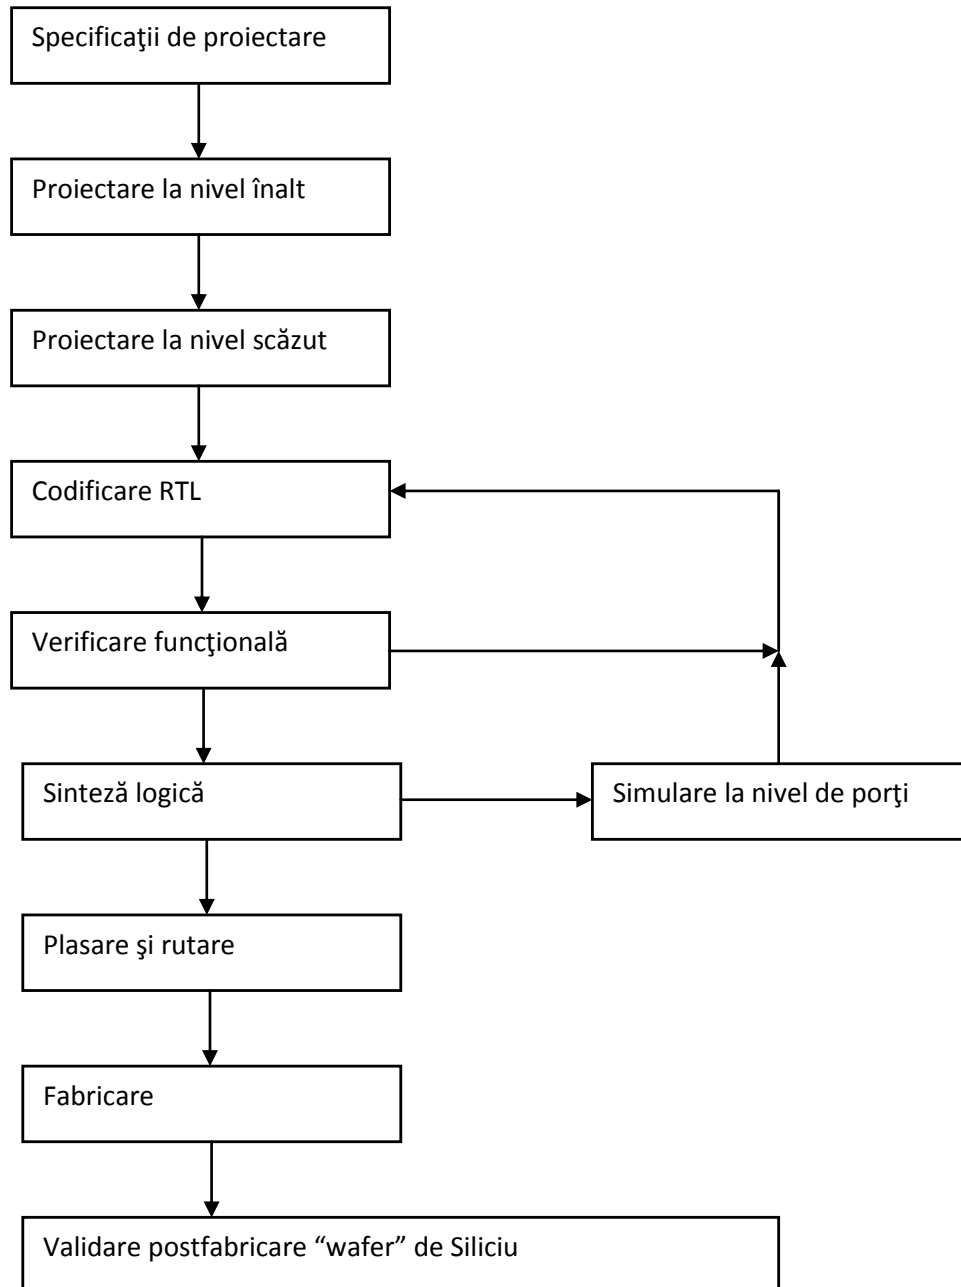 Specificaţii de proiectare
Proiectare la nivel înalt
Proiectare la nivel scăzut
Codificare RTL
Verificare funcţională
Sinteză logică
Simulare la nivel de porţi
Plasare şi rutare
Fabricare
Validare postfabricare “wafer” de Siliciu